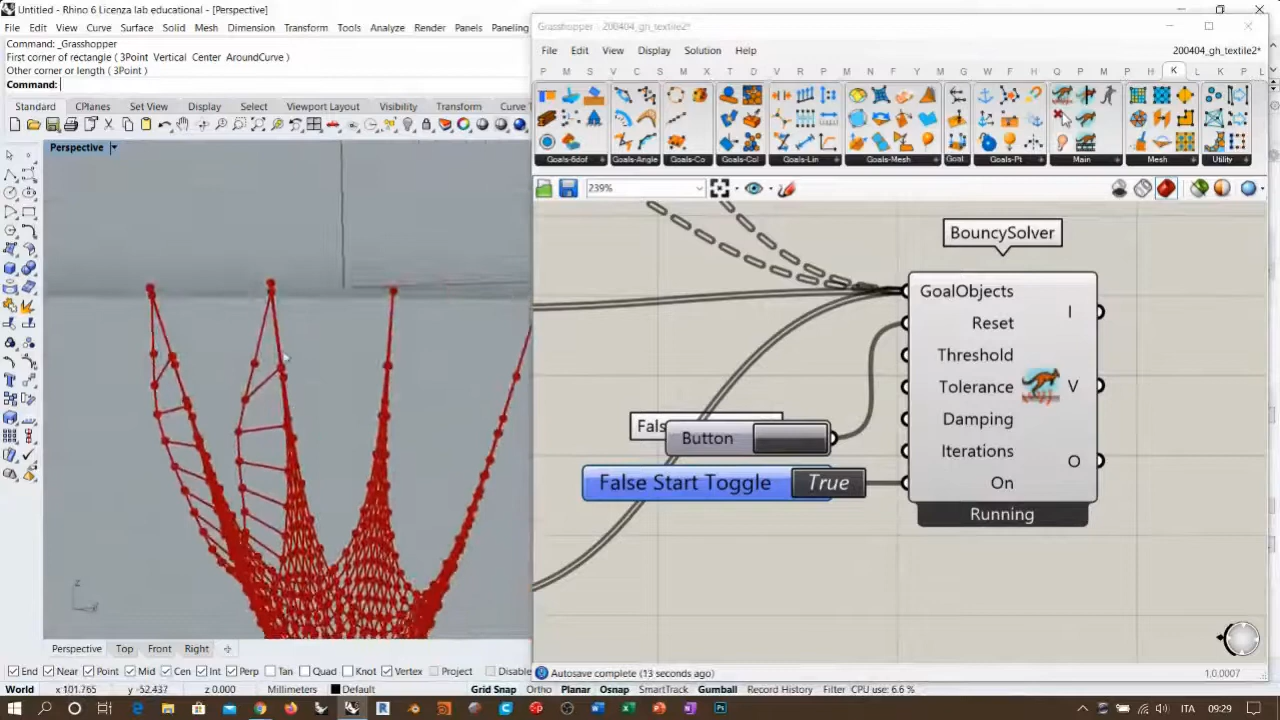 Untitled - Rhino 6 Licenza lab educational - [Perspective]
File Edit View Curve Surface Solid Mesh Dimension Transform Tools Analyze Render Panels Paneling
Command: _Grasshopper
First corner of rectangle ( 3Point Vertical Center AroundCurve )
Other corner or length ( 3Point )
Command:
Standard CPlanes Set View Display Select Viewport Layout Visibility Transform Curve T
Perspective
z
Perspective Top Front Right
End Near Point Mid Cen Int Perp Tan Quad Knot Vertex Project Disable
World x 101.765 y -52.437 z 0.000 Millimeters Default Grid Snap Ortho Planar Osnap SmartTrack Gumball Record History Filter CPU use: 6.6 %
Grasshopper - 200404_gh_textile2*
File Edit View Display Solution Help 200404_gh_textile2*
P M S V C S M X S T D A V R P M N M G S F H Q P M P H K L K P L
Goals-6dof Goals-Angle Goals-Co Goals-Col Goals-Lin Goals-Mesh Goal Goals-Pt Main Mesh Utility
239%
BouncySolver
GoalObjects
Reset
Threshold
Tolerance
Damping
Iterations
On
I
V
O
Running
Fals
Button
False Start Toggle True
Autosave complete (13 seconds ago) 1.0.0007
ITA 09:29